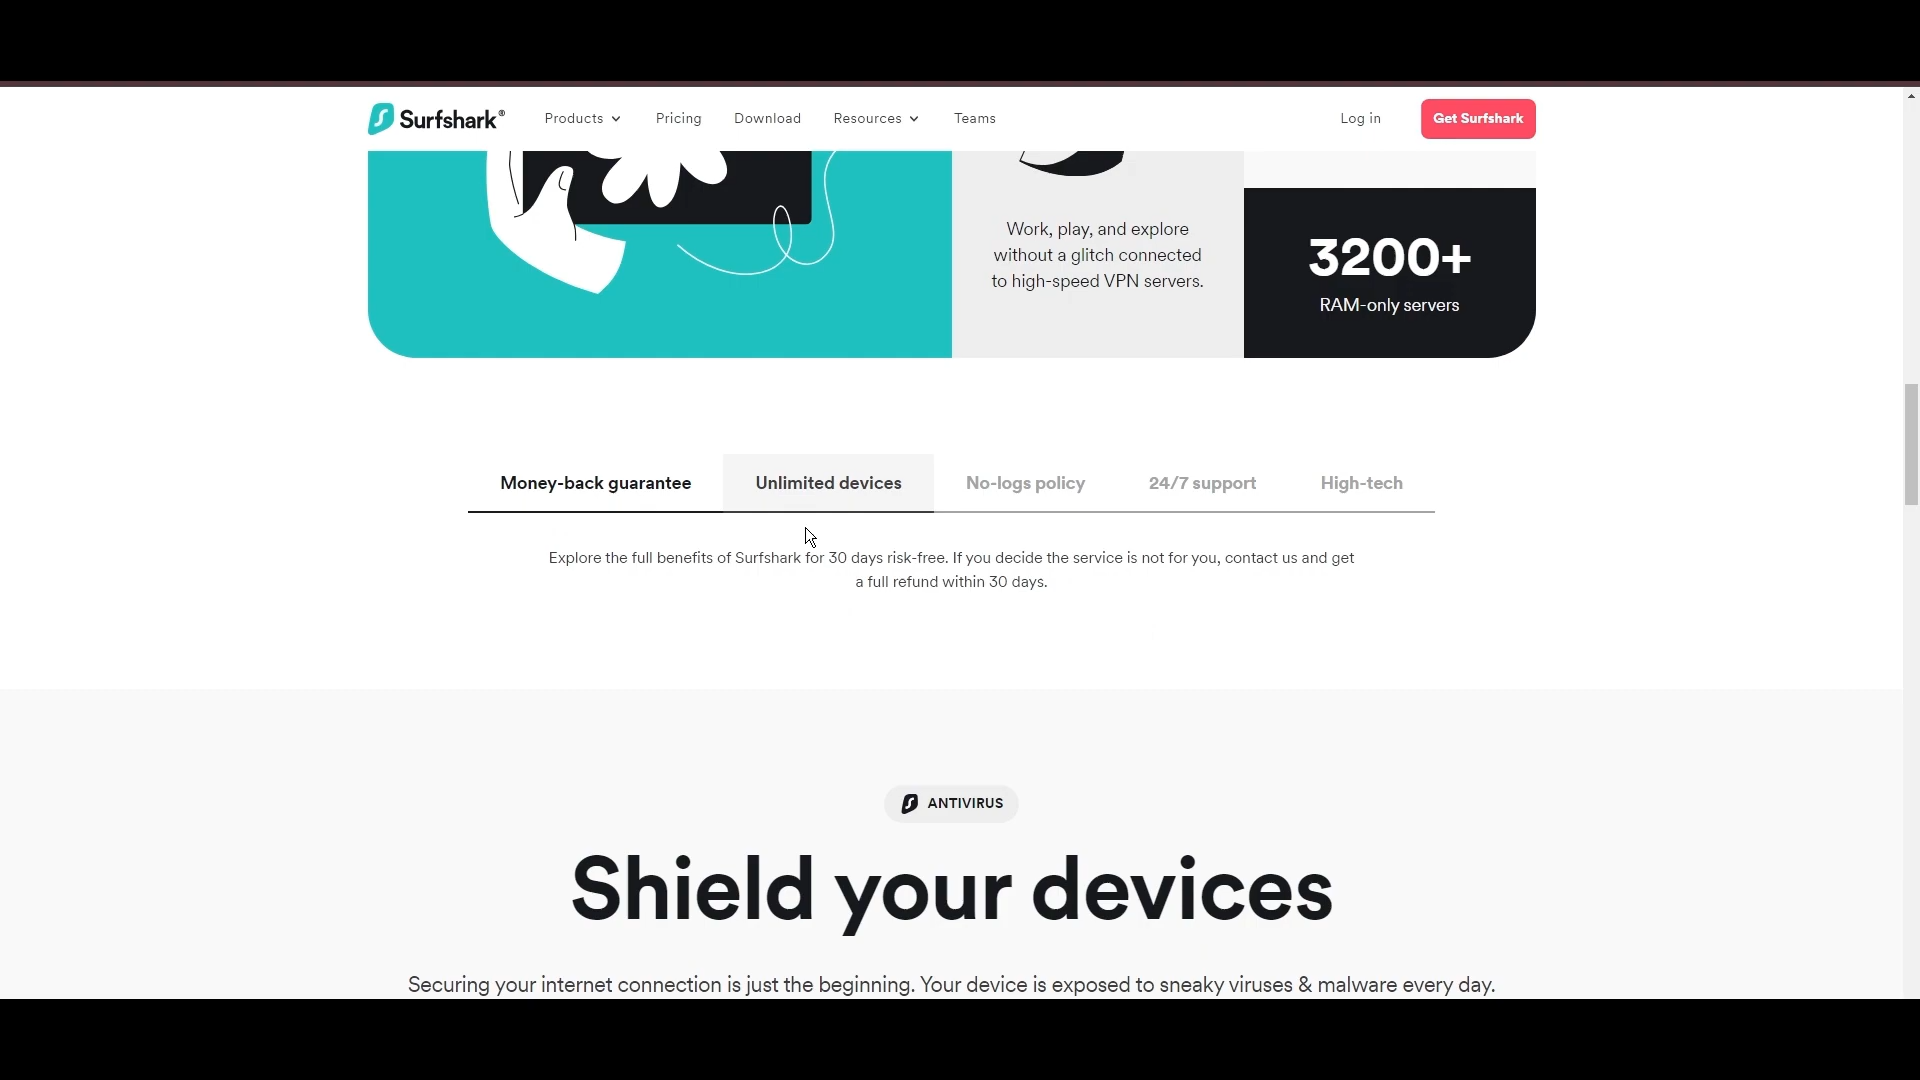 Surfshark®
Products
Pricing
Download
Resources
Teams
Log in
Get Surfshark
Work, play, and explore
without a glitch connected
to high-speed VPN servers.
3200+
RAM-only servers
Money-back guarantee
Unlimited devices
No-logs policy
24/7 support
High-tech
Explore the full benefits of Surfshark for 30 days risk-free. If you decide the service is not for you, contact us and get
a full refund within 30 days.
ANTIVIRUS
Shield your devices
Securing your internet connection is just the beginning. Your device is exposed to sneaky viruses & malware every day.